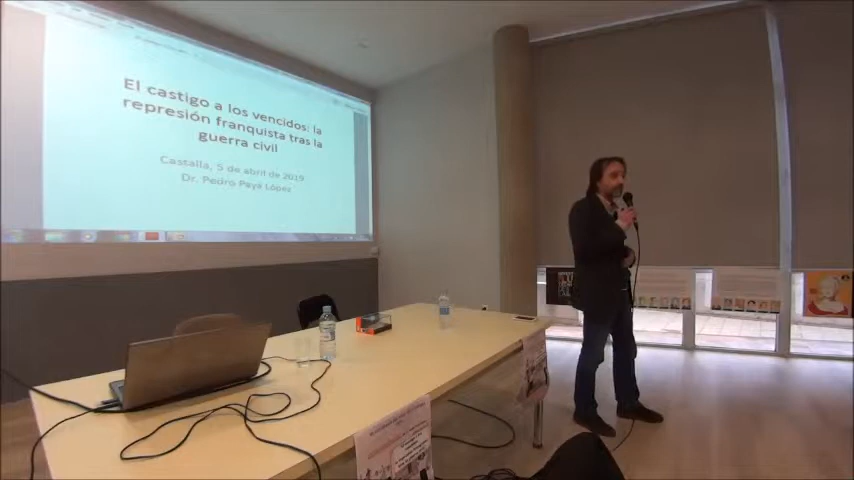 El castigo a los vencidos: la
represión franquista tras la
guerra civil
Castalla, 5 de abril de 2019
Dr. Pedro Payá López